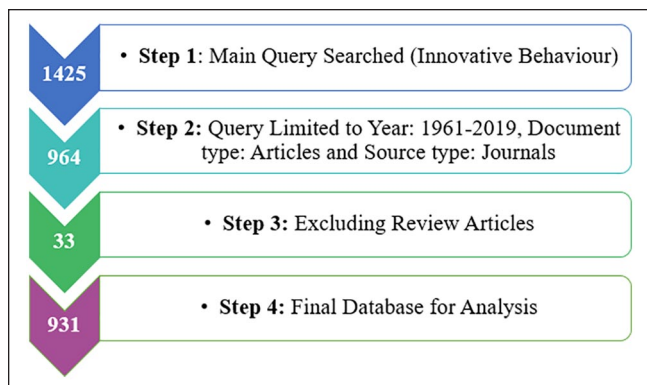 1425
• Step 1: Main Query Searched (Innovative Behaviour)
964
• Step 2: Query Limited to Year: 1961-2019, Document
type: Articles and Source type: Journals
33
• Step 3: Excluding Review Articles
931
• Step 4: Final Database for Analysis